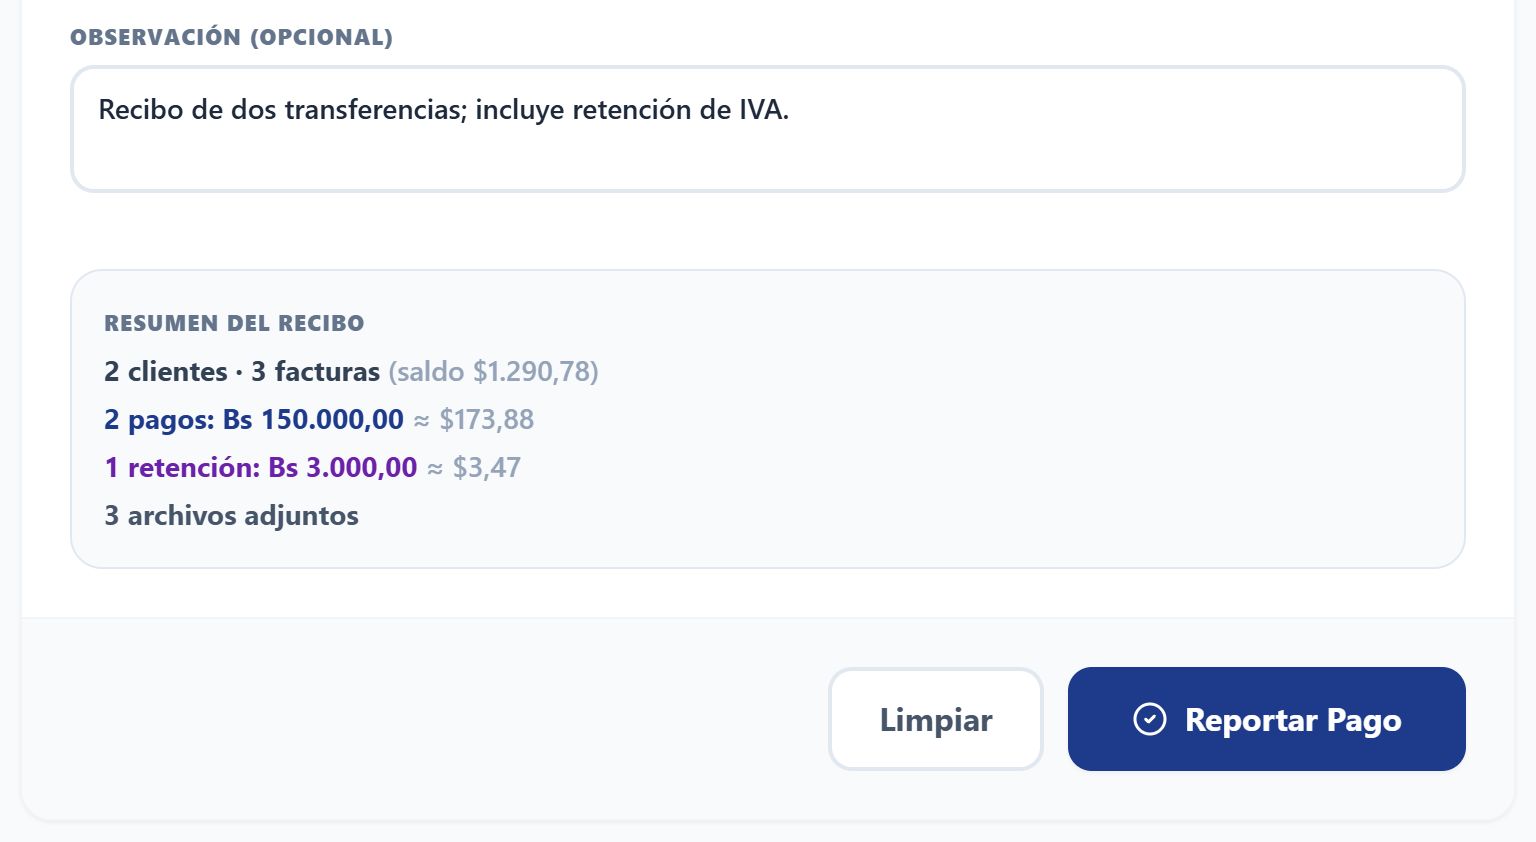 OBSERVACIÓN (OPCIONAL)
Recibo de dos transferencias; incluye retención de IVA.
RESUMEN DEL RECIBO
2 clientes · 3 facturas (saldo $1.290,78)
2 pagos: Bs 150.000,00 ≈ $173,88
1 retención: Bs 3.000,00 ≈ $3,47
3 archivos adjuntos
Limpiar
Reportar Pago